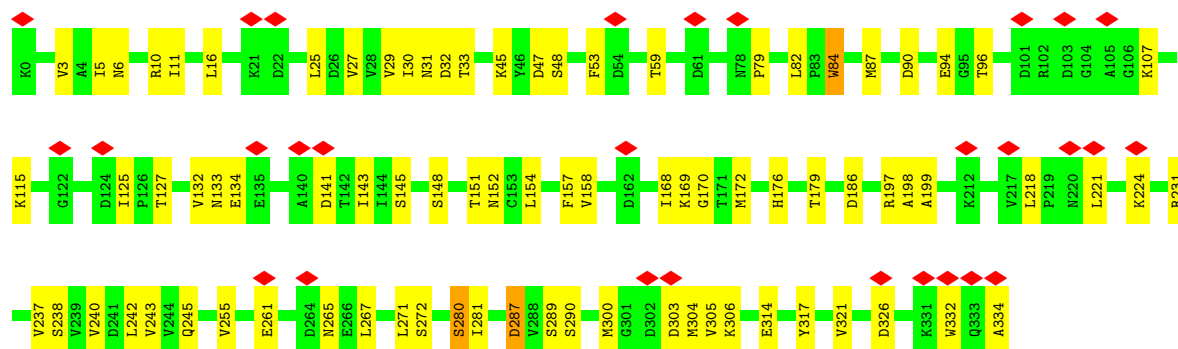 K0 V3 A4 I5 N6 R10 I11 L16 K21 D22 L25 D26 V27 V28 V29 I30 N31 D32 T33 K45 Y46 D47 S48 F53 D54 T59 D61 N78 P79 L82 P83 W84 M87 D90 E94 G95 T96 D101 R102 D103 G104 A105 G106 K107
K115 G122 D124 I125 P126 T127 V132 N133 E134 E135 A140 D141 T142 I143 I144 S145 S148 T151 N152 C153 L154 F157 V158 D162 I168 K169 G170 T171 M172 H176 T179 D186 R197 A198 A199 K212 V217 L218 P219 N220 L221 K224 R231
V237 S238 V239 V240 D241 L242 V243 V244 Q245 V255 E261 D264 N265 E266 L267 L271 S272 S280 I281 D287 V288 S289 S290 M300 G301 D302 D303 M304 V305 K306 E314 Y317 V321 D326 K331 W332 Q333 A334